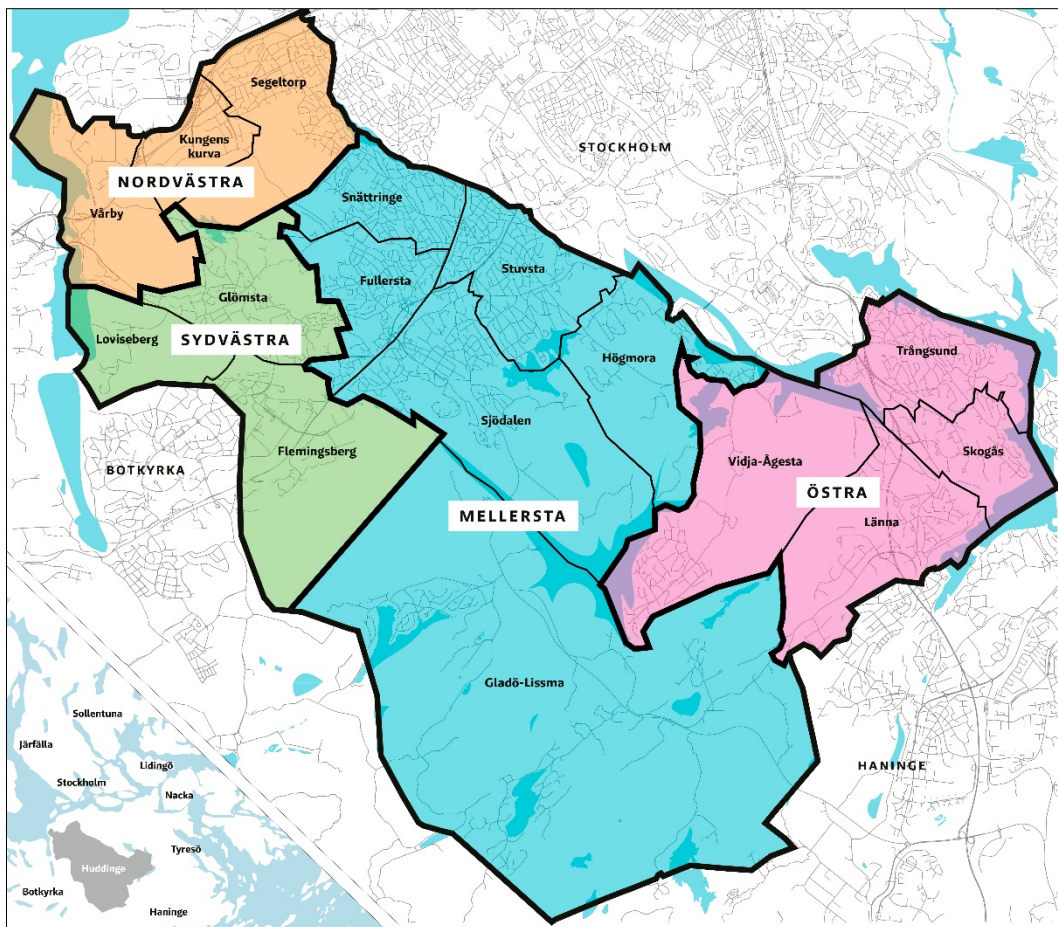 Segeltorp
Kungens
kurva
STOCKHOLM
NORDVÄSTRA
Snättringe
Vårby
Stuvsta
Fullersta
Glömsta
Loviseberg
SYDVÄSTRA
Högmora
Trångsund
Sjödalen
Flemingsberg
Skogås
Vidja-Ågesta
BOTKYRKA
ÖSTRA
MELLERSTA
Länna
Gladö-Lissma
HANINGE
Sollentuna
Järfälla
Lidingö
Stockholm
Nacka
Tyresö
Huddinge
Botkyrka
Haninge